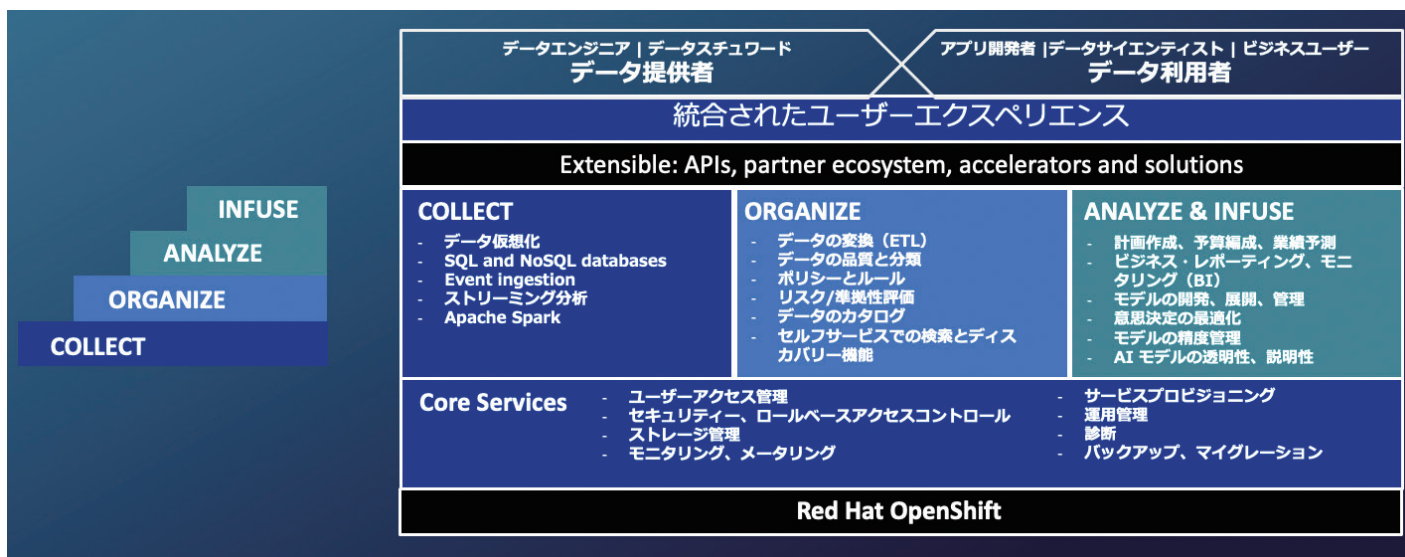 データエンジニア | データスチュワード
データ提供者
アプリ開発者 |データサイエンティスト | ビジネスユーザー
データ利用者
統合されたユーザーエクスペリエンス
Extensible: APIs, partner ecosystem, accelerators and solutions
INFUSE
ANALYZE
ORGANIZE
COLLECT
COLLECT
- データ仮想化
- SQL and NoSQL databases
- Event ingestion
- ストリーミング分析
- Apache Spark
ORGANIZE
- データの変換（ETL）
- データの品質と分類
- ポリシーとルール
- リスク/準拠性評価
- データのカタログ
- セルフサービスでの検索とディス
カバリー機能
ANALYZE & INFUSE
- 計画作成、予算編成、業績予測
- ビジネス・レポーティング、モニ
タリング（BI）
- モデルの開発、展開、管理
- 意思決定の最適化
- モデルの精度管理
- AI モデルの透明性、説明性
Core Services
- ユーザーアクセス管理
- セキュリティー、ロールベースアクセスコントロール
- ストレージ管理
- モニタリング、メータリング
- サービスプロビジョニング
- 運用管理
- 診断
- バックアップ、マイグレーション
Red Hat OpenShift